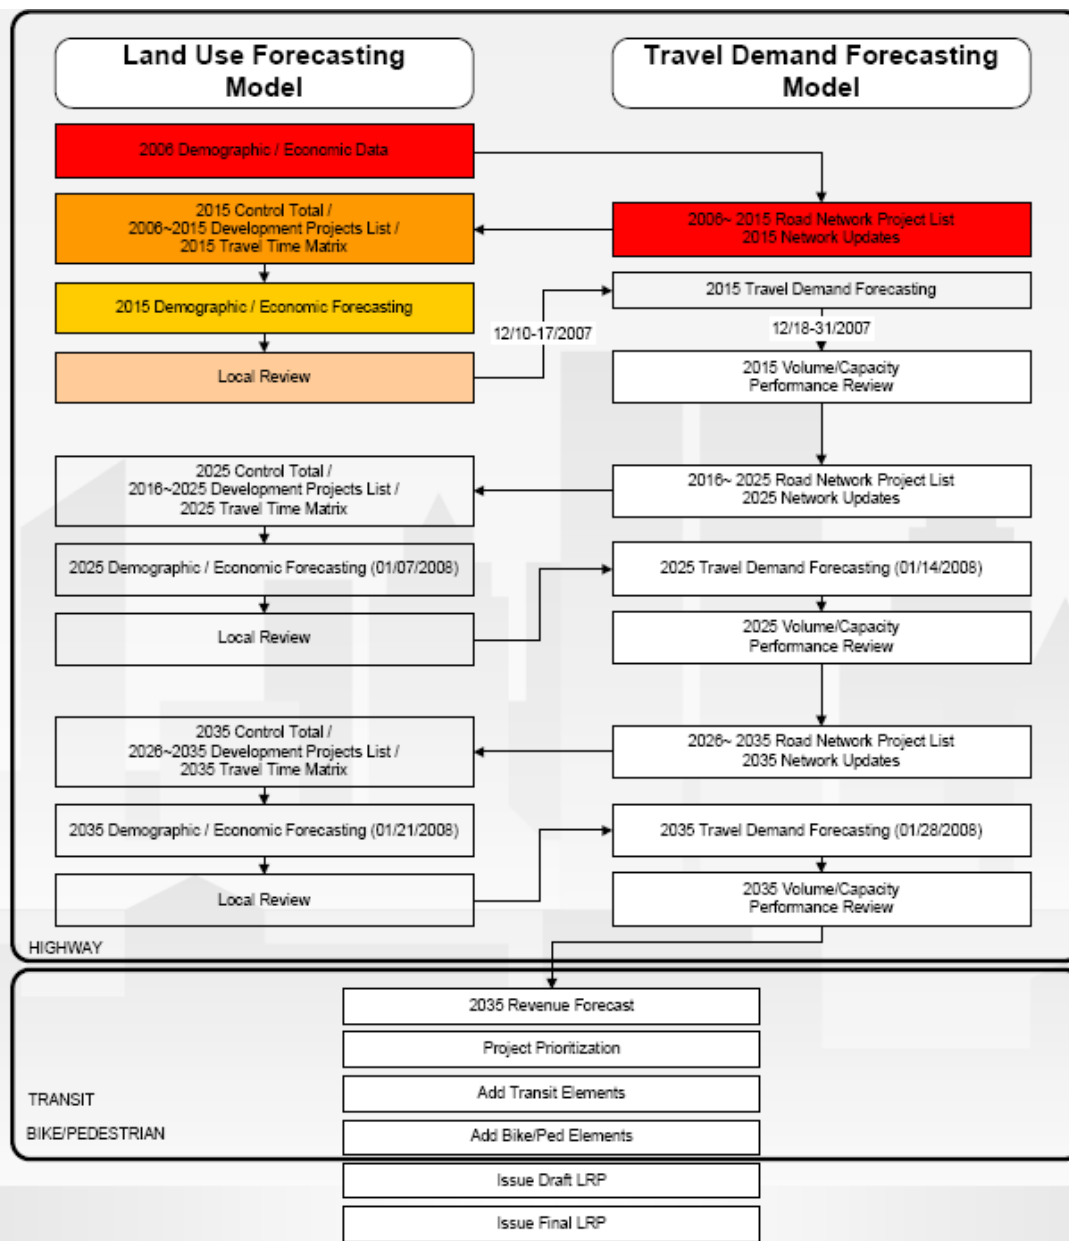 Land Use Forecasting
Model
Travel Demand Forecasting
Model
2006 Demographic / Economic Data
2015 Control Total /
2006~2015 Development Projects List /
2015 Travel Time Matrix
2006~ 2015 Road Network Project List
2015 Network Updates
2015 Demographic / Economic Forecasting
2015 Travel Demand Forecasting
12/10-17/2007
12/18-31/2007
Local Review
2015 Volume/Capacity
Performance Review
2025 Control Total /
2016~2025 Development Projects List /
2025 Travel Time Matrix
2016~ 2025 Road Network Project List
2025 Network Updates
2025 Demographic / Economic Forecasting (01/07/2008)
2025 Travel Demand Forecasting (01/14/2008)
Local Review
2025 Volume/Capacity
Performance Review
2035 Control Total /
2026~2035 Development Projects List /
2035 Travel Time Matrix
2026~ 2035 Road Network Project List
2035 Network Updates
2035 Demographic / Economic Forecasting (01/21/2008)
2035 Travel Demand Forecasting (01/28/2008)
Local Review
2035 Volume/Capacity
Performance Review
HIGHWAY
2035 Revenue Forecast
Project Prioritization
TRANSIT
Add Transit Elements
BIKE/PEDESTRIAN
Add Bike/Ped Elements
Issue Draft LRP
Issue Final LRP